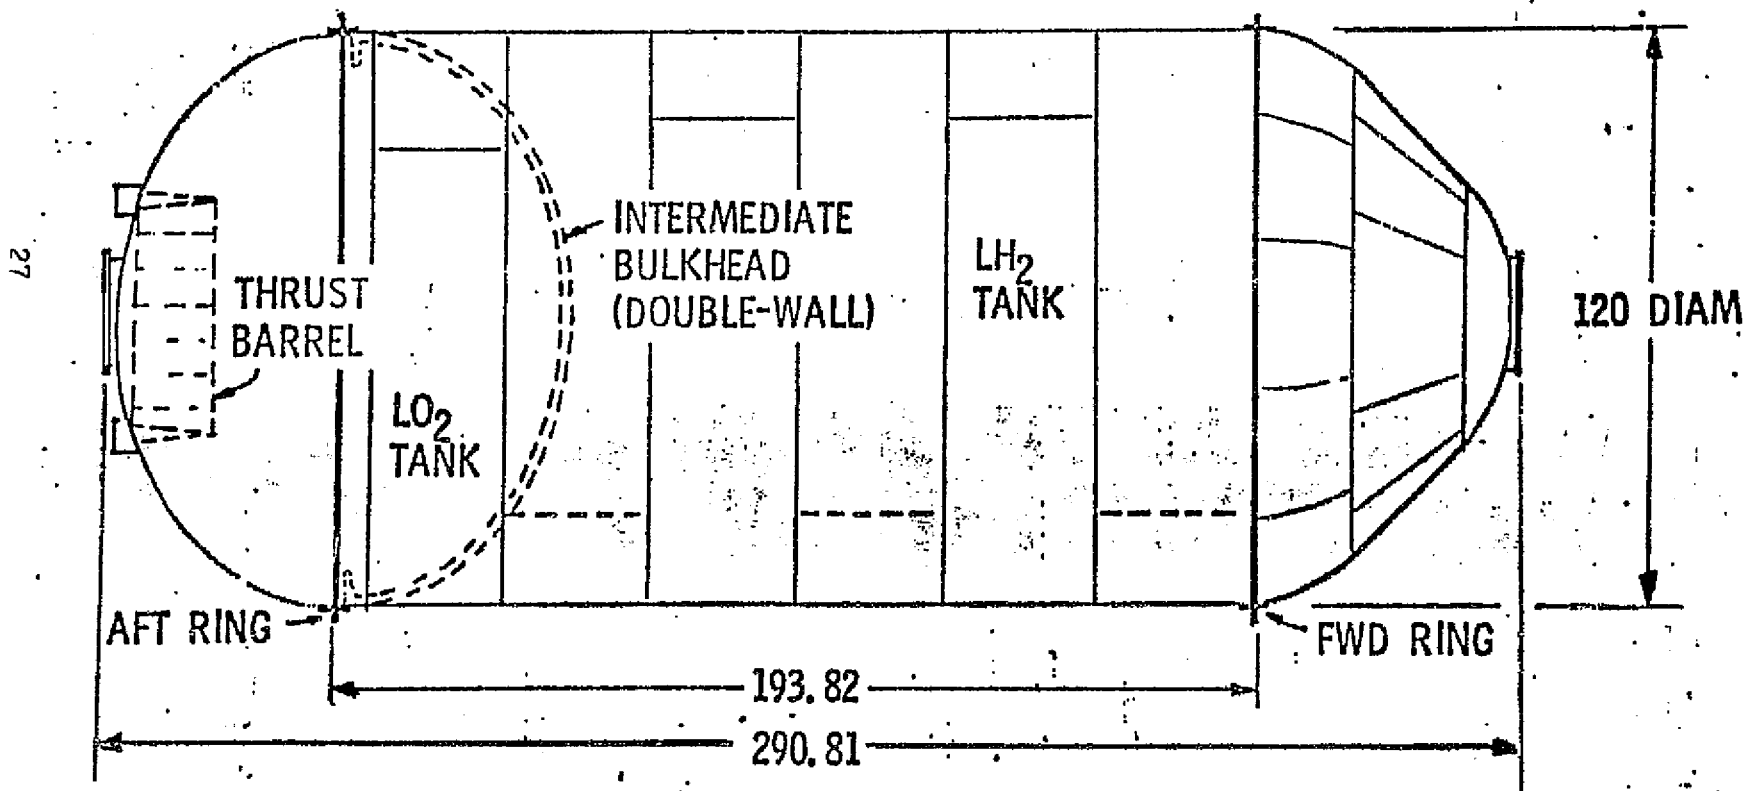 27
THRUST
BARREL
LO2
TANK
INTERMEDIATE
BULKHEAD
(DOUBLE-WALL)
LH2
TANK
120 DIAM
AFT RING
FWD RING
193.82
290.81